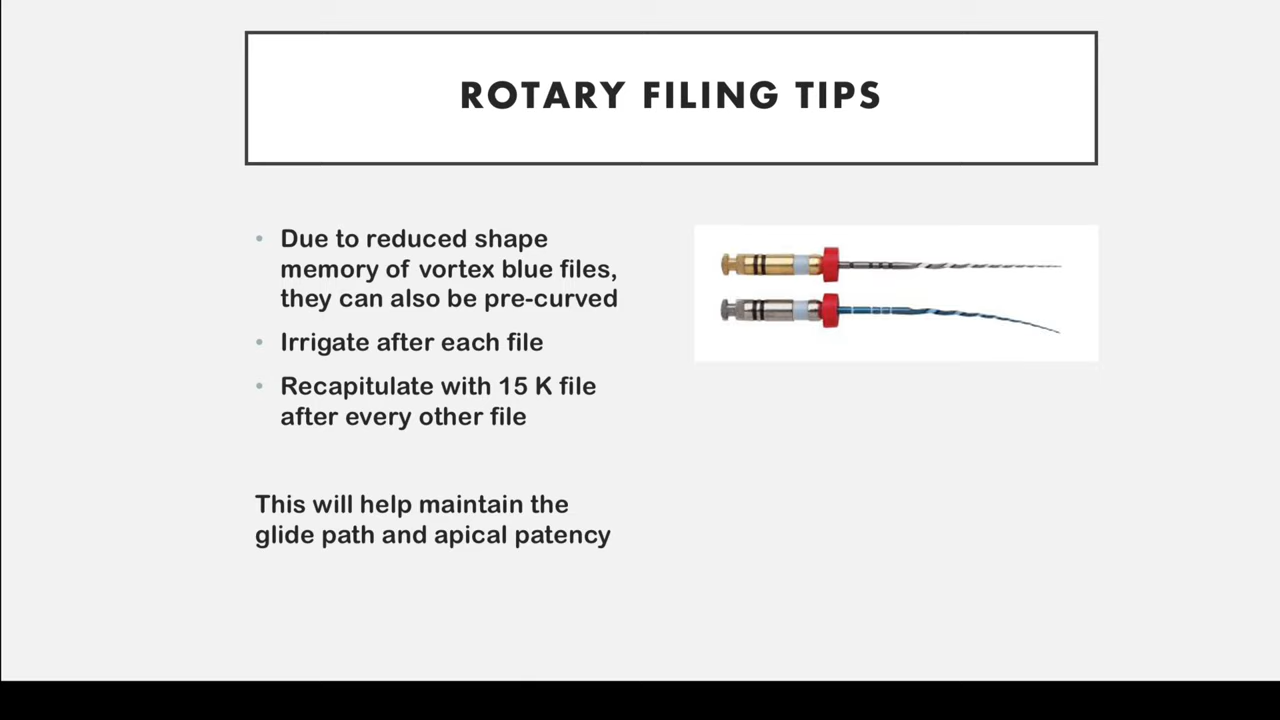 ROTARY FILING TIPS
• Due to reduced shape
memory of vortex blue files,
they can also be pre-curved
• Irrigate after each file
• Recapitulate with 15 K file
after every other file
This will help maintain the
glide path and apical patency